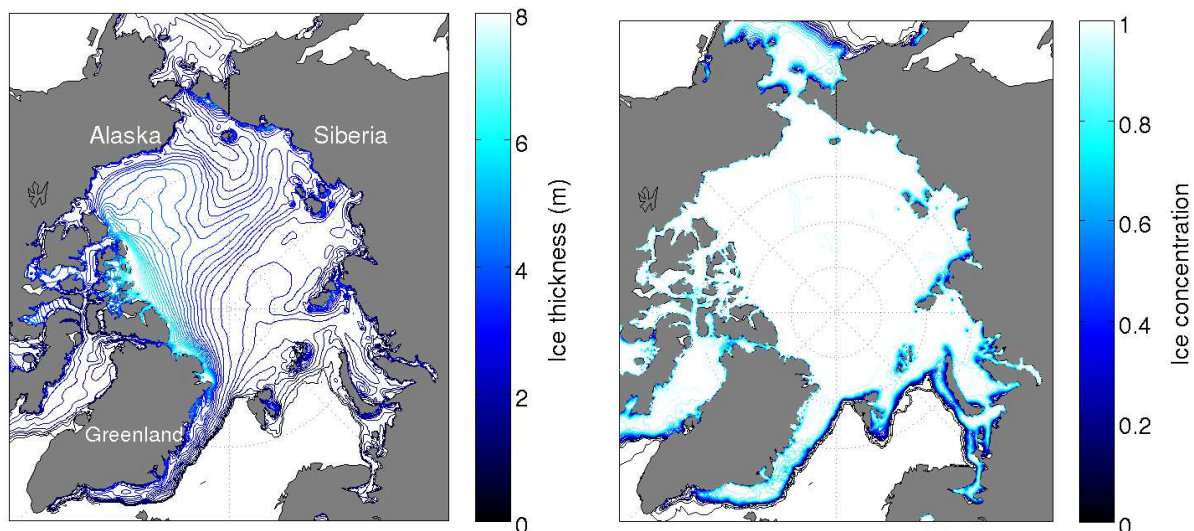 Alaska
Siberia
Greenland
8
6
4
2
0
Ice thickness (m)
1
0.8
0.6
0.4
0.2
0
Ice concentration